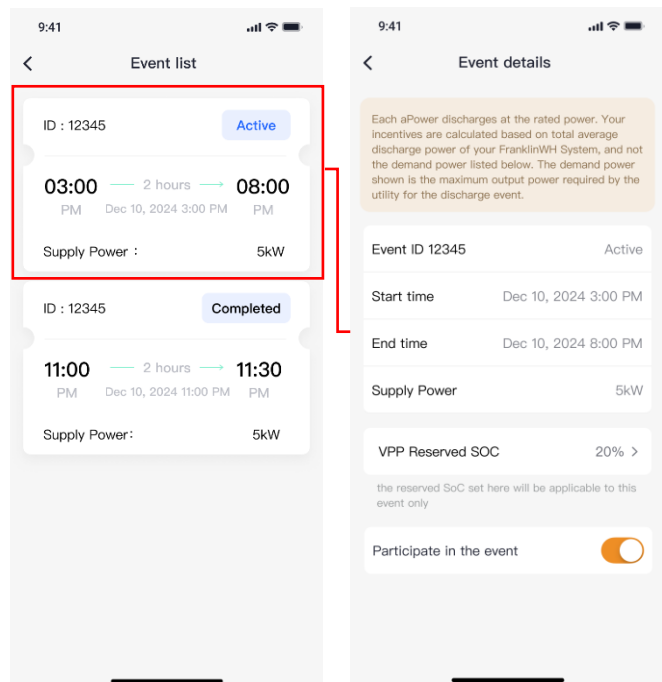 9:41
Event list
ID : 12345
Active
03:00 2 hours 08:00
PM Dec 10, 2024 3:00 PM PM
Supply Power : 5kW
ID : 12345
Completed
11:00 2 hours 11:30
PM Dec 10, 2024 11:00 PM PM
Supply Power: 5kW
9:41
Event details
Each aPower discharges at the rated power. Your
incentives are calculated based on total average
discharge power of your FranklinWH System, and not
the demand power listed below. The demand power
shown is the maximum output power required by the
utility for the discharge event.
Event ID 12345 Active
Start time Dec 10, 2024 3:00 PM
End time Dec 10, 2024 8:00 PM
Supply Power 5kW
VPP Reserved SOC 20% >
the reserved SoC set here will be applicable to this
event only
Participate in the event